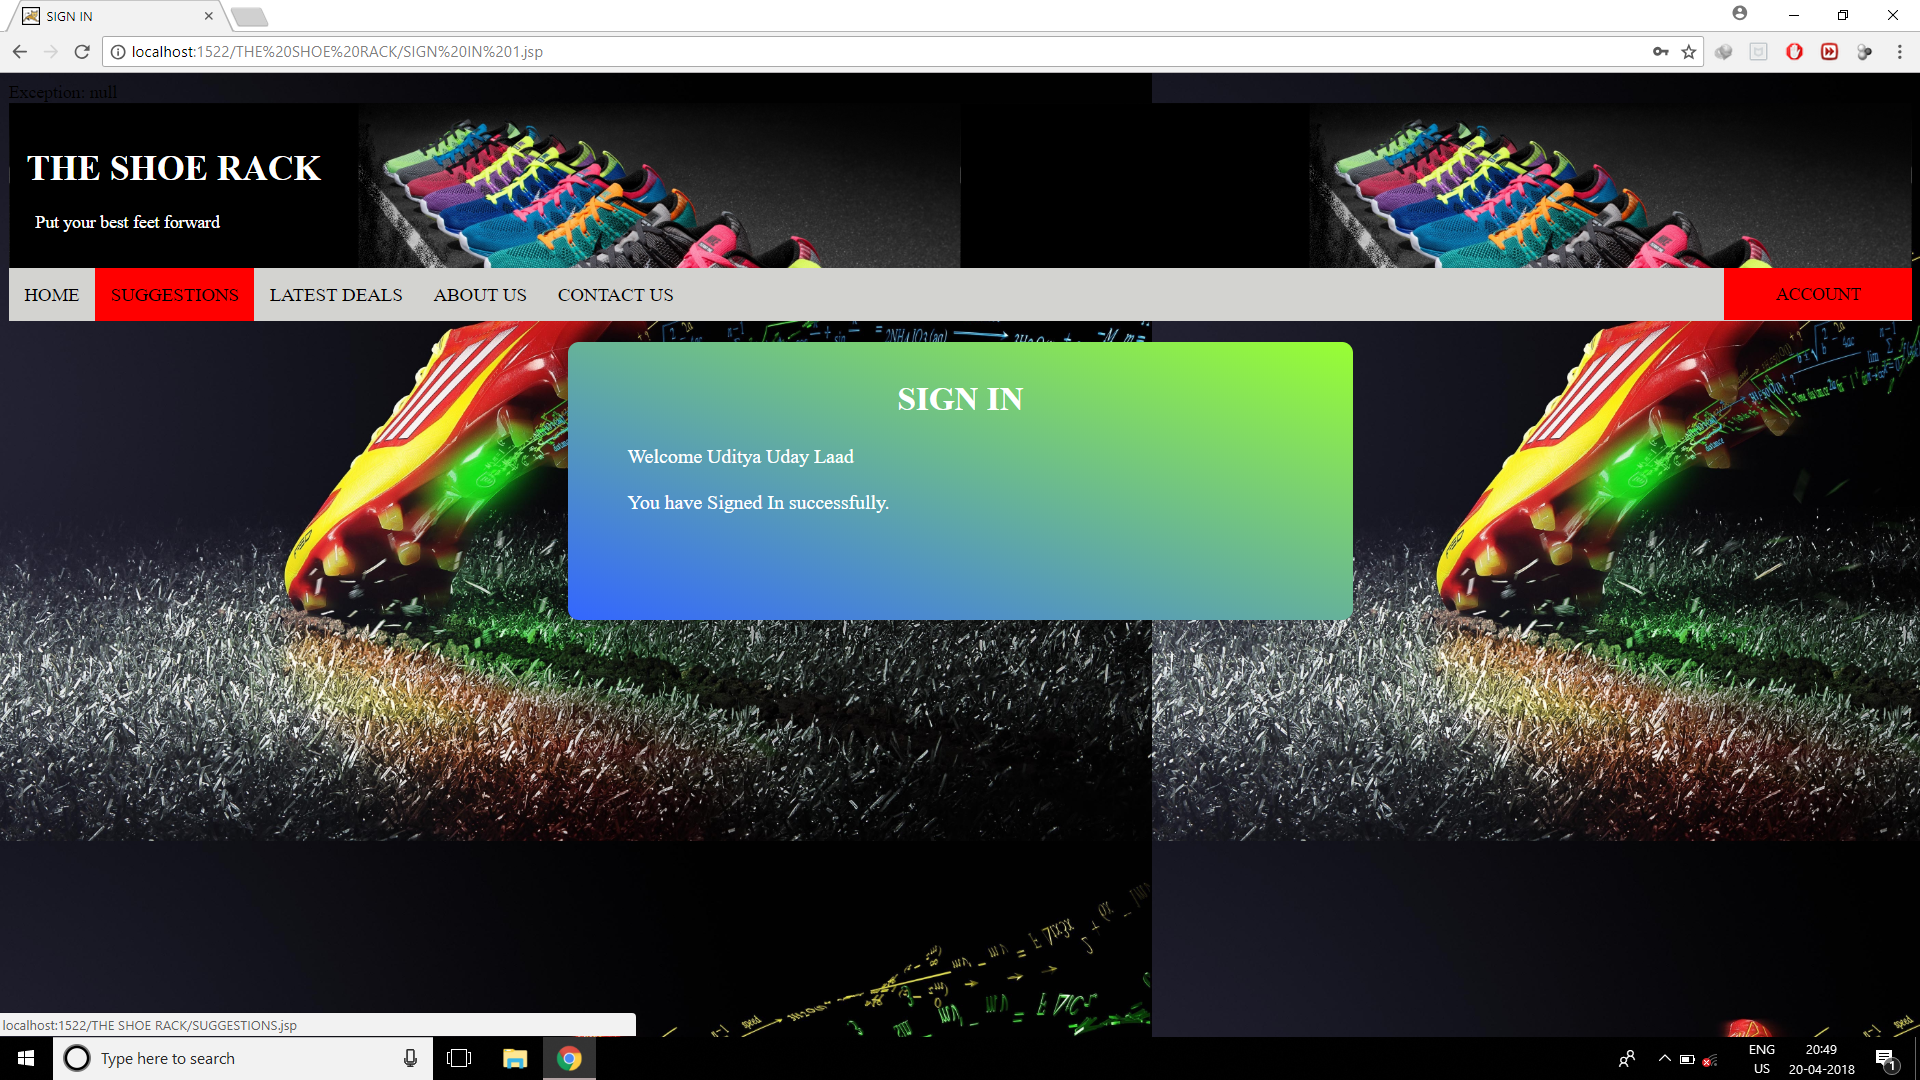 SIGN IN
localhost:1522/THE%20SHOE%20RACK/SIGN%20IN%201.jsp
Exception: null
THE SHOE RACK
Put your best feet forward
HOME SUGGESTIONS LATEST DEALS ABOUT US CONTACT US ACCOUNT
SIGN IN
Welcome Uditya Uday Laad
You have Signed In successfully.
localhost:1522/THE SHOE RACK/SUGGESTIONS.jsp
Type here to search
ENG 20:49
US 20-04-2018
1